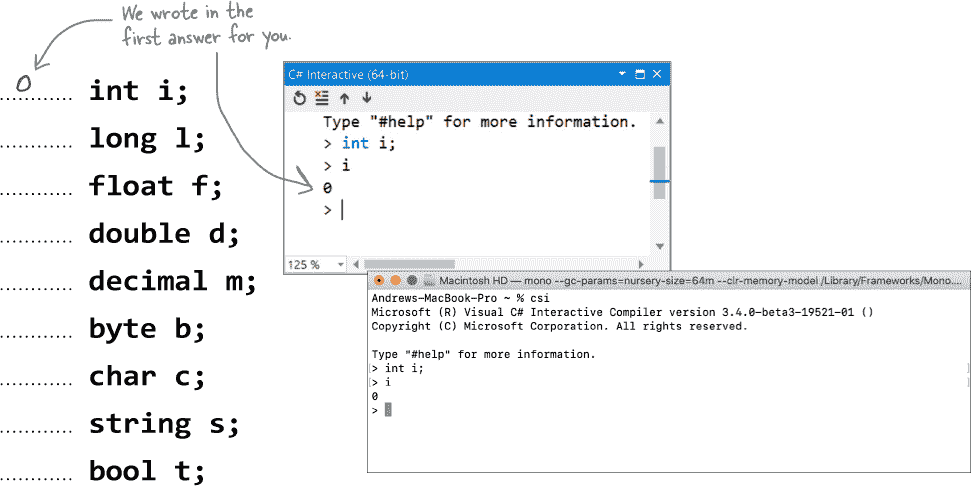 We wrote in the
first answer for you.
0
............ int i;
............ long l;
............ float f;
............ double d;
............ decimal m;
............ byte b;
............ char c;
............ string s;
............ bool t;
C# Interactive (64-bit)
Type "#help" for more information.
> int i;
> i
0
>
125 %
Macintosh HD — mono --gc-params=nursery-size=64m --clr-memory-model /Library/Frameworks/Mono....
Andrews-MacBook-Pro ~ % csi
Microsoft (R) Visual C# Interactive Compiler version 3.4.0-beta3-19521-01 ()
Copyright (C) Microsoft Corporation. All rights reserved.
Type "#help" for more information.
> int i;
> i
0
>